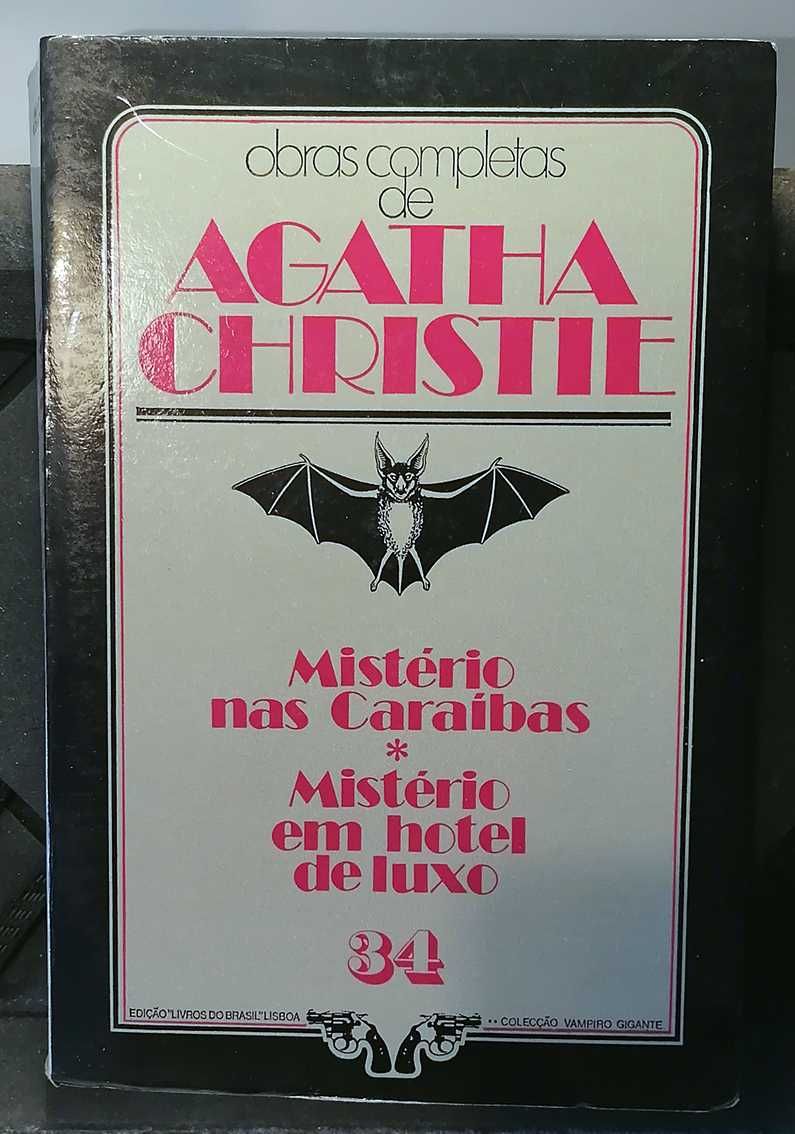 obras completas
de
AGATHA
CHRISTIE
Mistério
nas Caraíbas
*
Mistério
em hotel
de luxo
34
EDIÇÃO "LIVROS DO BRASIL" LISBOA
•• COLECÇÃO VAMPIRO GIGANTE